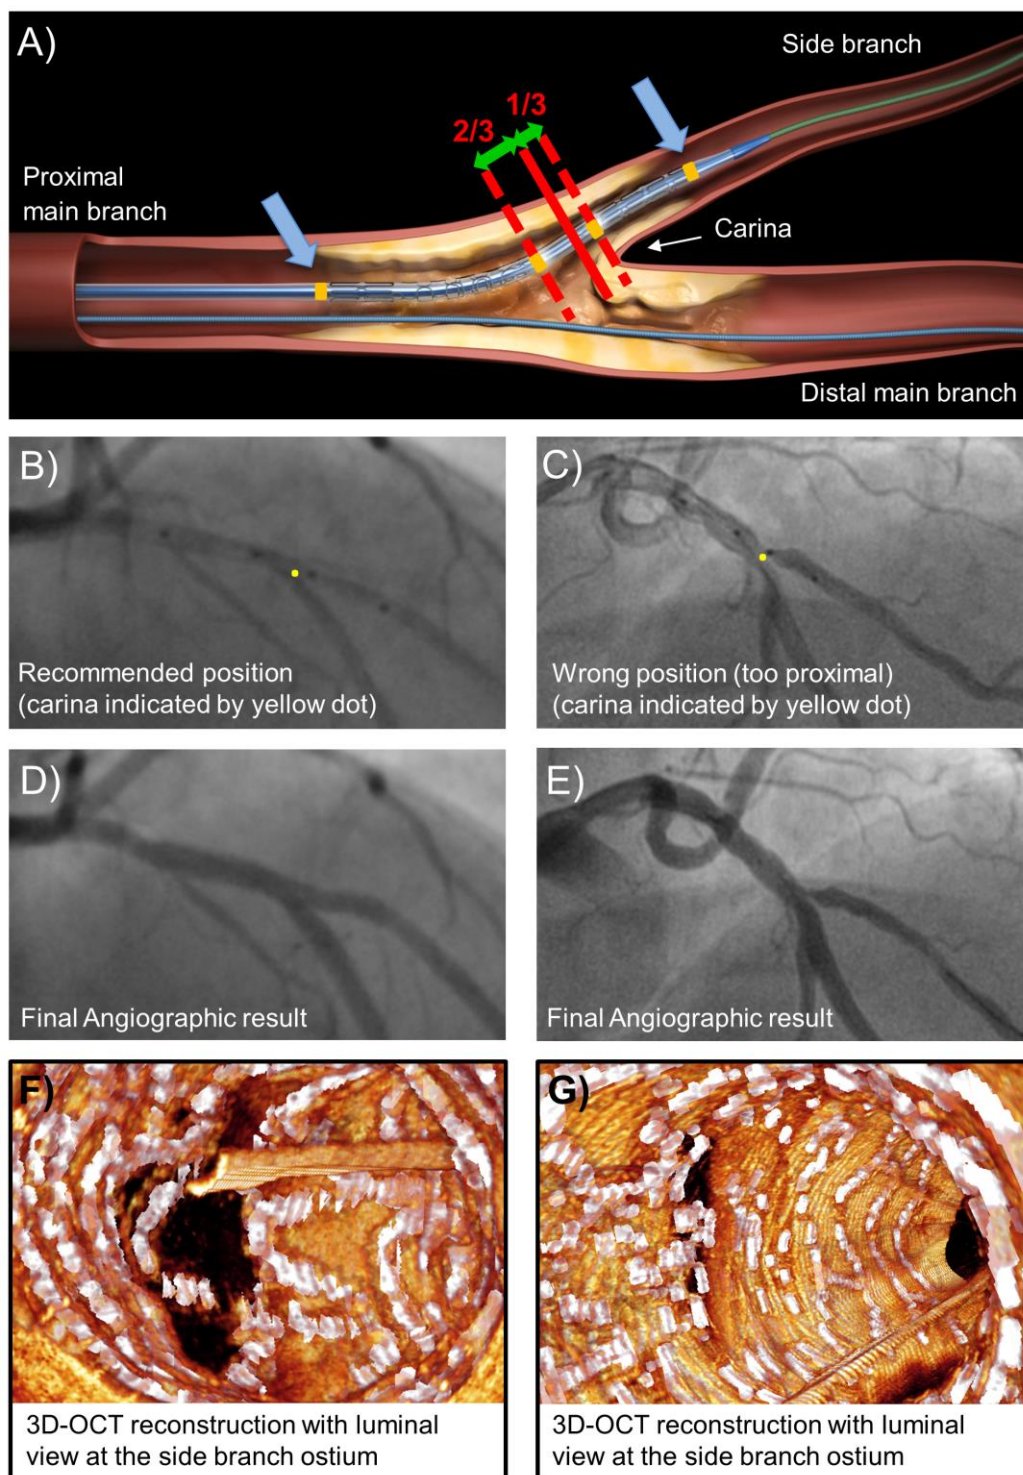 A)
Side branch
1/3
2/3
Proximal
main branch
Carina
Distal main branch
B)
Recommended position
(carina indicated by yellow dot)
C)
Wrong position (too proximal)
(carina indicated by yellow dot)
D)
Final Angiographic result
E)
Final Angiographic result
F)
3D-OCT reconstruction with luminal
view at the side branch ostium
G)
3D-OCT reconstruction with luminal
view at the side branch ostium